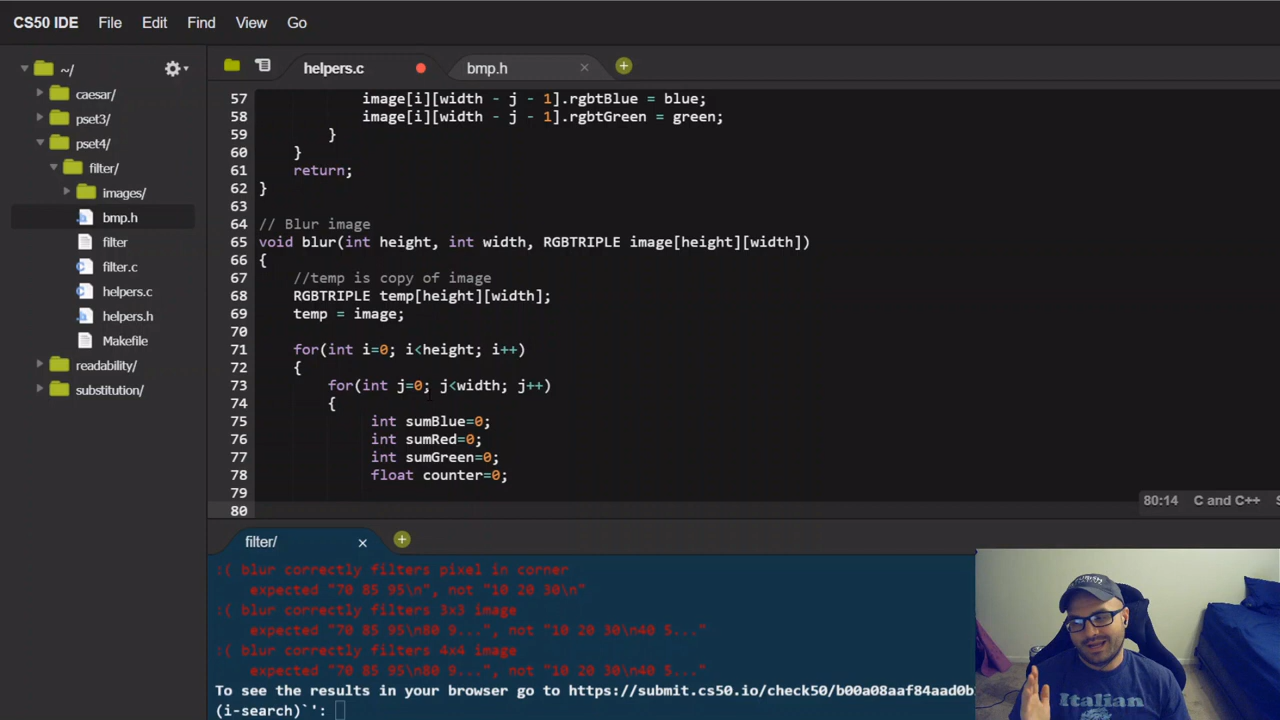 CS50 IDE File Edit Find View Go
~/
caesar/
pset3/
pset4/
filter/
images/
bmp.h
filter
filter.c
helpers.c
helpers.h
Makefile
readability/
substitution/
helpers.c bmp.h
57 image[i][width - j - 1].rgbtBlue = blue;
58 image[i][width - j - 1].rgbtGreen = green;
59 }
60 }
61 return;
62 }
63
64 // Blur image
65 void blur(int height, int width, RGBTRIPLE image[height][width])
66 {
67 //temp is copy of image
68 RGBTRIPLE temp[height][width];
69 temp = image;
70
71 for(int i=0; i<height; i++)
72 {
73 for(int j=0; j<width; j++)
74 {
75 int sumBlue=0;
76 int sumRed=0;
77 int sumGreen=0;
78 float counter=0;
79
80
80:14 C and C++
filter/
:( blur correctly filters pixel in corner
expected "70 85 95\n", not "10 20 30\n"
:( blur correctly filters 3x3 image
expected "70 85 95\n80 9...", not "10 20 30\n40 5..."
:( blur correctly filters 4x4 image
expected "70 85 95\n80 9...", not "10 20 30\n40 5..."
To see the results in your browser go to https://submit.cs50.io/check50/b00a08aaf84aad0b
(i-search)`':
Italian